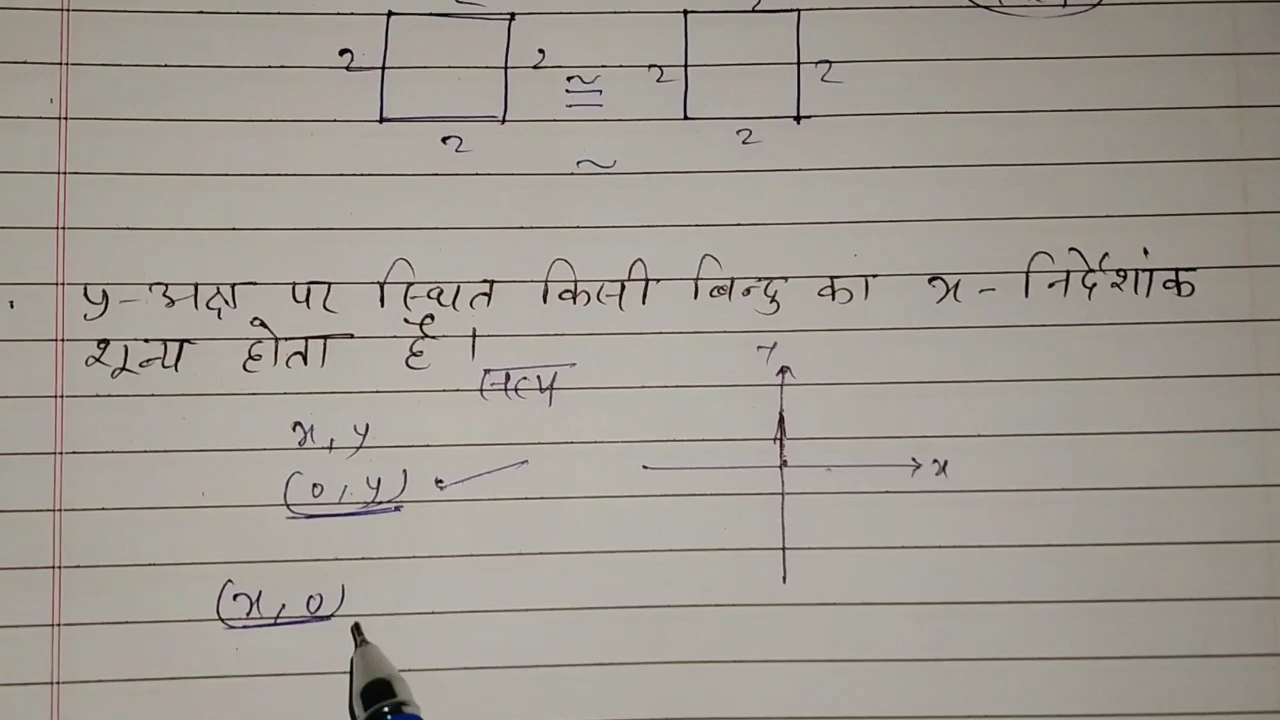 2 2 ≅ 2 2
2 ~ 2
y-अक्ष पर स्थित किसी बिन्दु का x-निर्देशांक
शून्य होता है।
सत्य
y
x, y
x
(0, y) ✓
(x, 0)